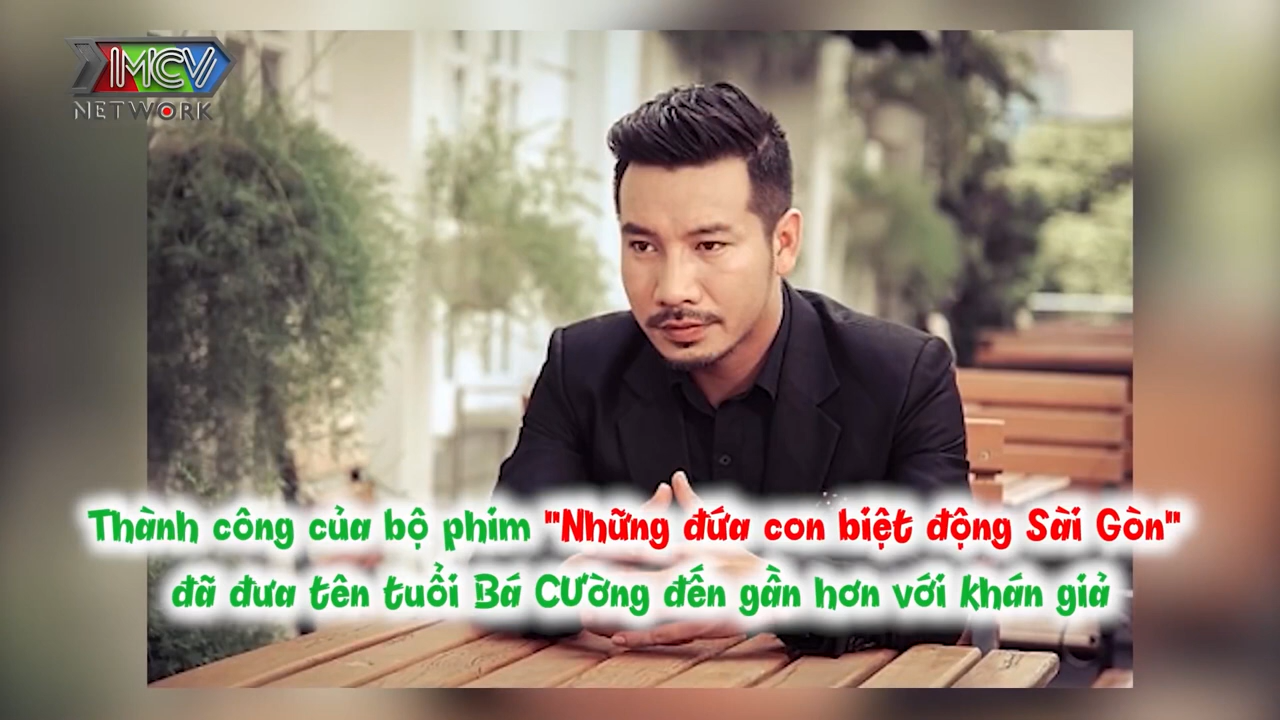 MCV
NETWORK
Thành công của bộ phim "Những đứa con biệt động Sài Gòn"
đã đưa tên tuổi Bá CƯờng đến gần hơn với khán giả